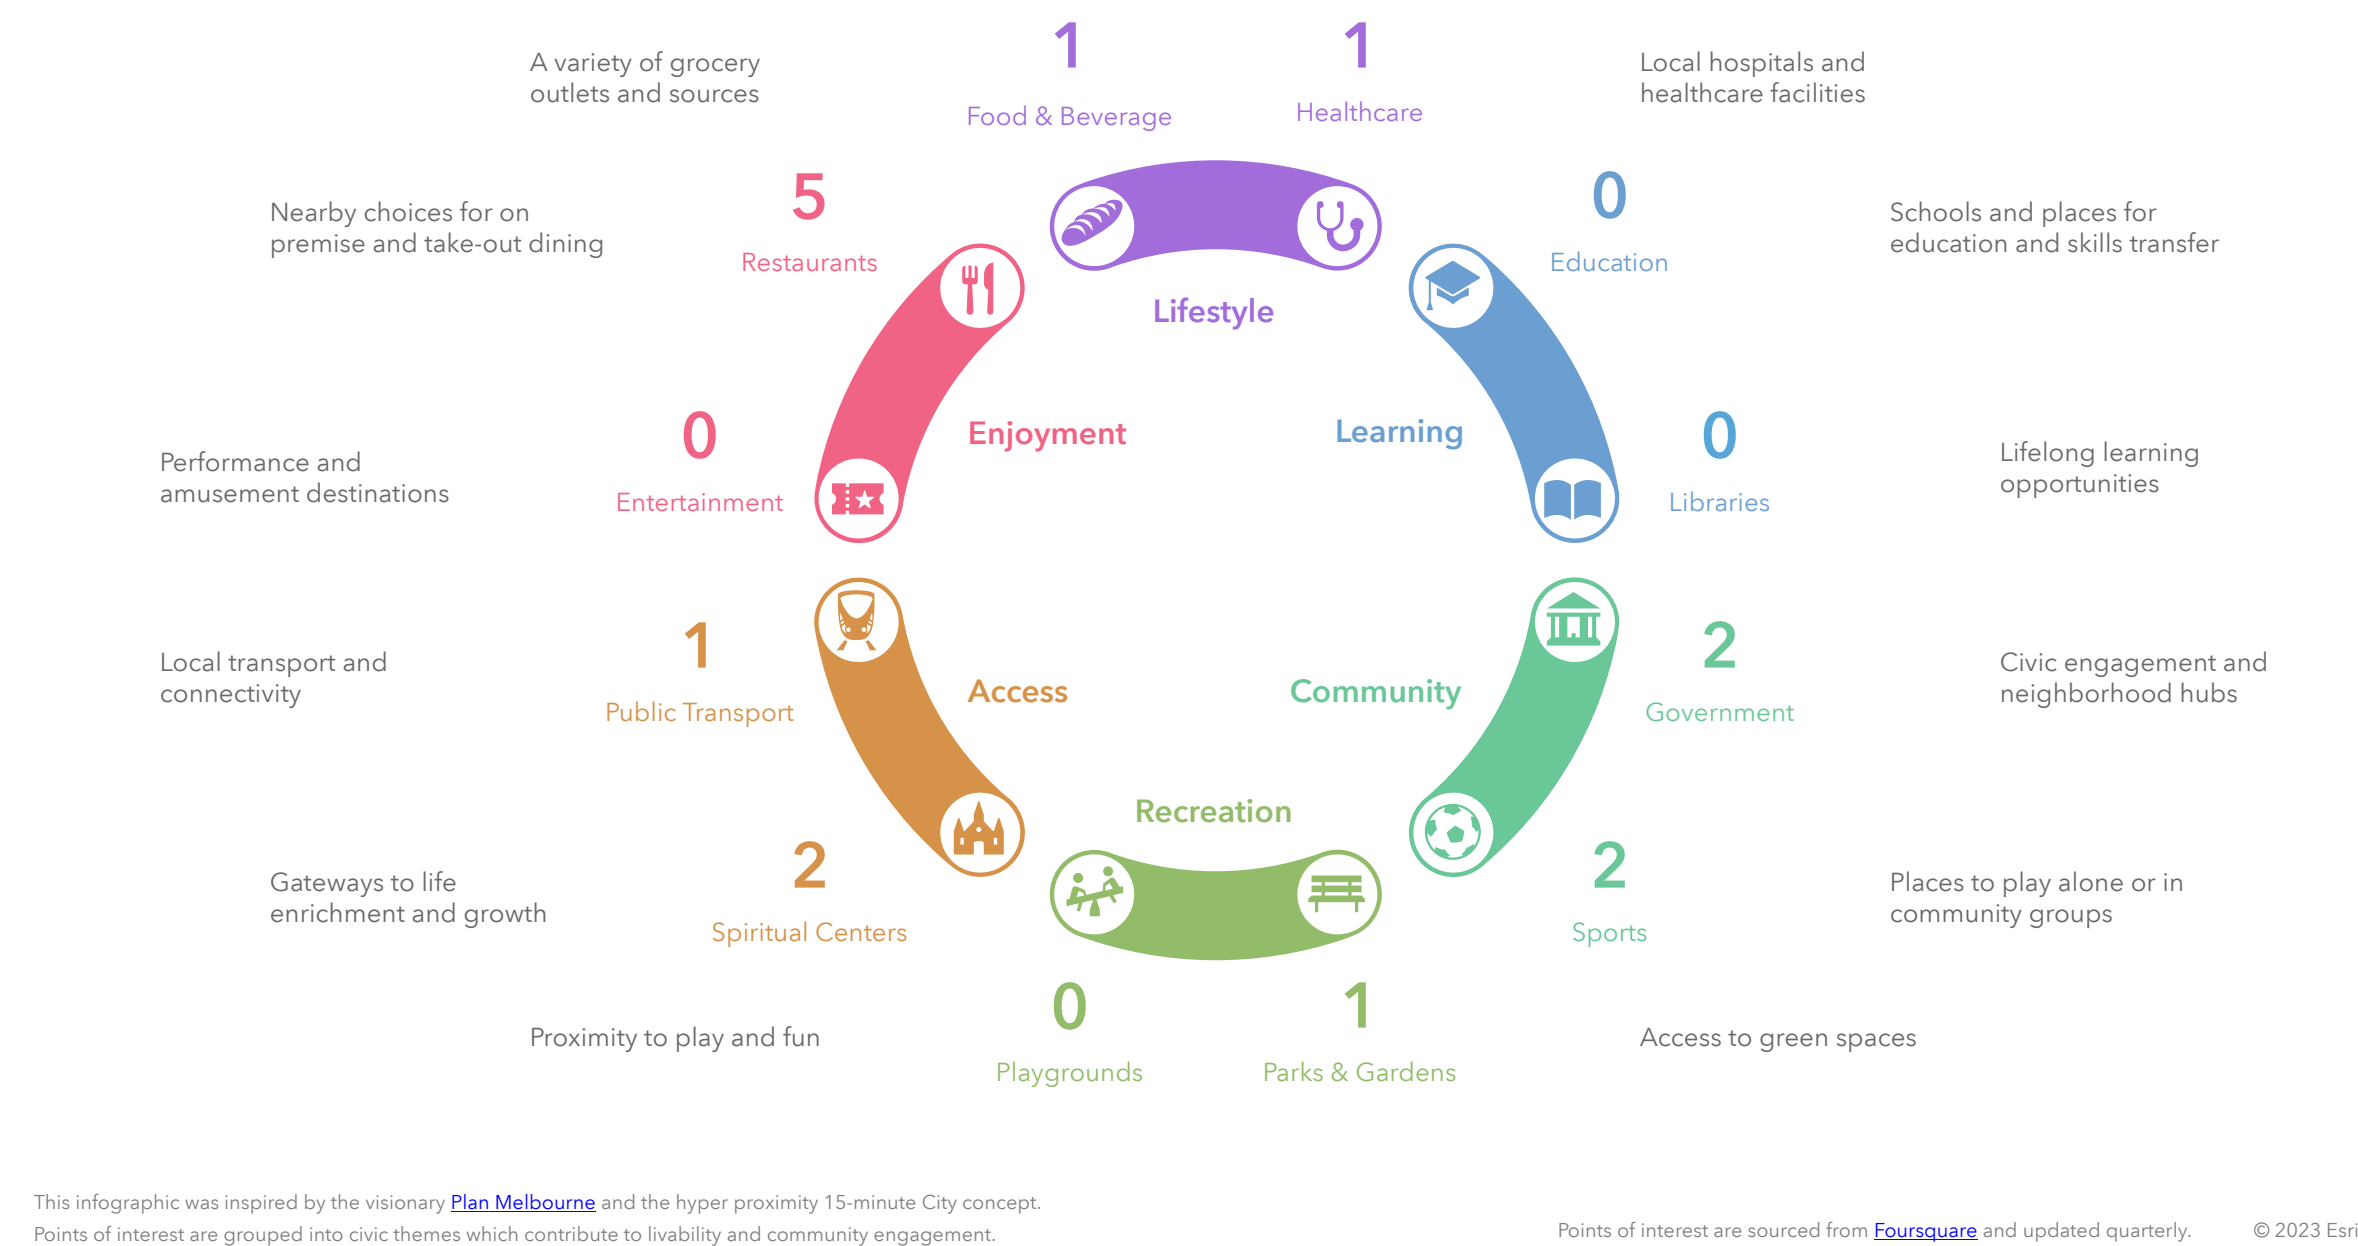 1
1
A variety of grocery
outlets and sources
Food & Beverage
Healthcare
Local hospitals and
healthcare facilities
Nearby choices for on
premise and take-out dining
5
Restaurants
Lifestyle
0
Education
Schools and places for
education and skills transfer
Performance and
amusement destinations
0
Entertainment
Enjoyment
Learning
0
Libraries
Lifelong learning
opportunities
Local transport and
connectivity
1
Public Transport
Access
Community
2
Government
Civic engagement and
neighborhood hubs
Gateways to life
enrichment and growth
2
Spiritual Centers
Recreation
2
Sports
Places to play alone or in
community groups
Proximity to play and fun
0
Playgrounds
1
Parks & Gardens
Access to green spaces
This infographic was inspired by the visionary Plan Melbourne and the hyper proximity 15-minute City concept.
Points of interest are grouped into civic themes which contribute to livability and community engagement.
Points of interest are sourced from Foursquare and updated quarterly.
© 2023 Esri